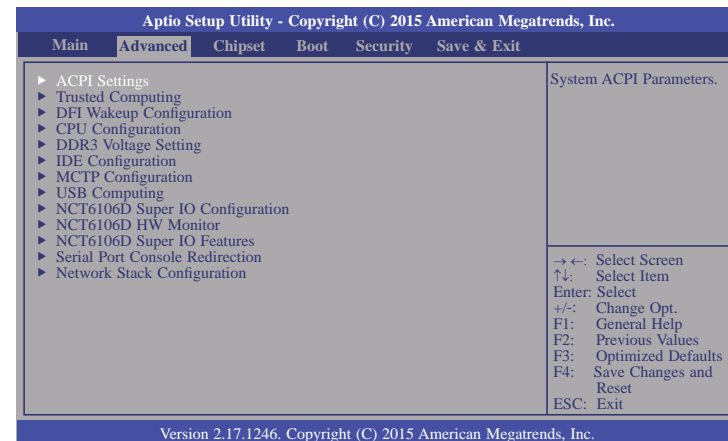 Aptio Setup Utility - Copyright (C) 2015 American Megatrends, Inc.
Main Advanced Chipset Boot Security Save & Exit
► ACPI Settings
► Trusted Computing
► DFI Wakeup Configuration
► CPU Configuration
► DDR3 Voltage Setting
► IDE Configuration
► MCTP Configuration
► USB Computing
► NCT6106D Super IO Configuration
► NCT6106D HW Monitor
► NCT6106D Super IO Features
► Serial Port Console Redirection
► Network Stack Configuration
System ACPI Parameters.
→←: Select Screen
↑↓: Select Item
Enter: Select
+/-: Change Opt.
F1: General Help
F2: Previous Values
F3: Optimized Defaults
F4: Save Changes and
Reset
ESC: Exit
Version 2.17.1246. Copyright (C) 2015 American Megatrends, Inc.